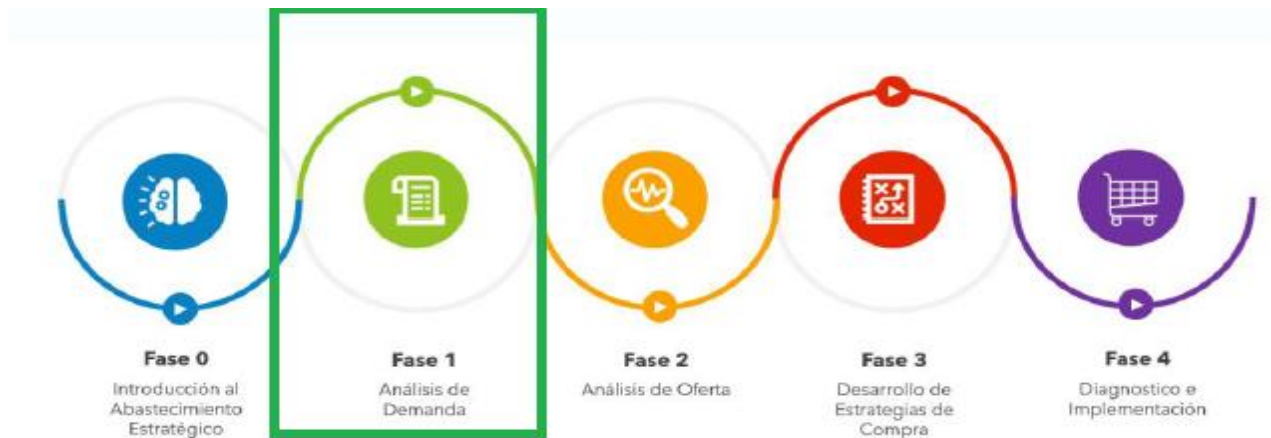 Fase 0
Introducción al
Abastecimiento
Estratégico
Fase 1
Análisis de
Demanda
Fase 2
Análisis de Oferta
Fase 3
Desarrollo de
Estrategias de
Compra
Fase 4
Diagnostico e
Implementación